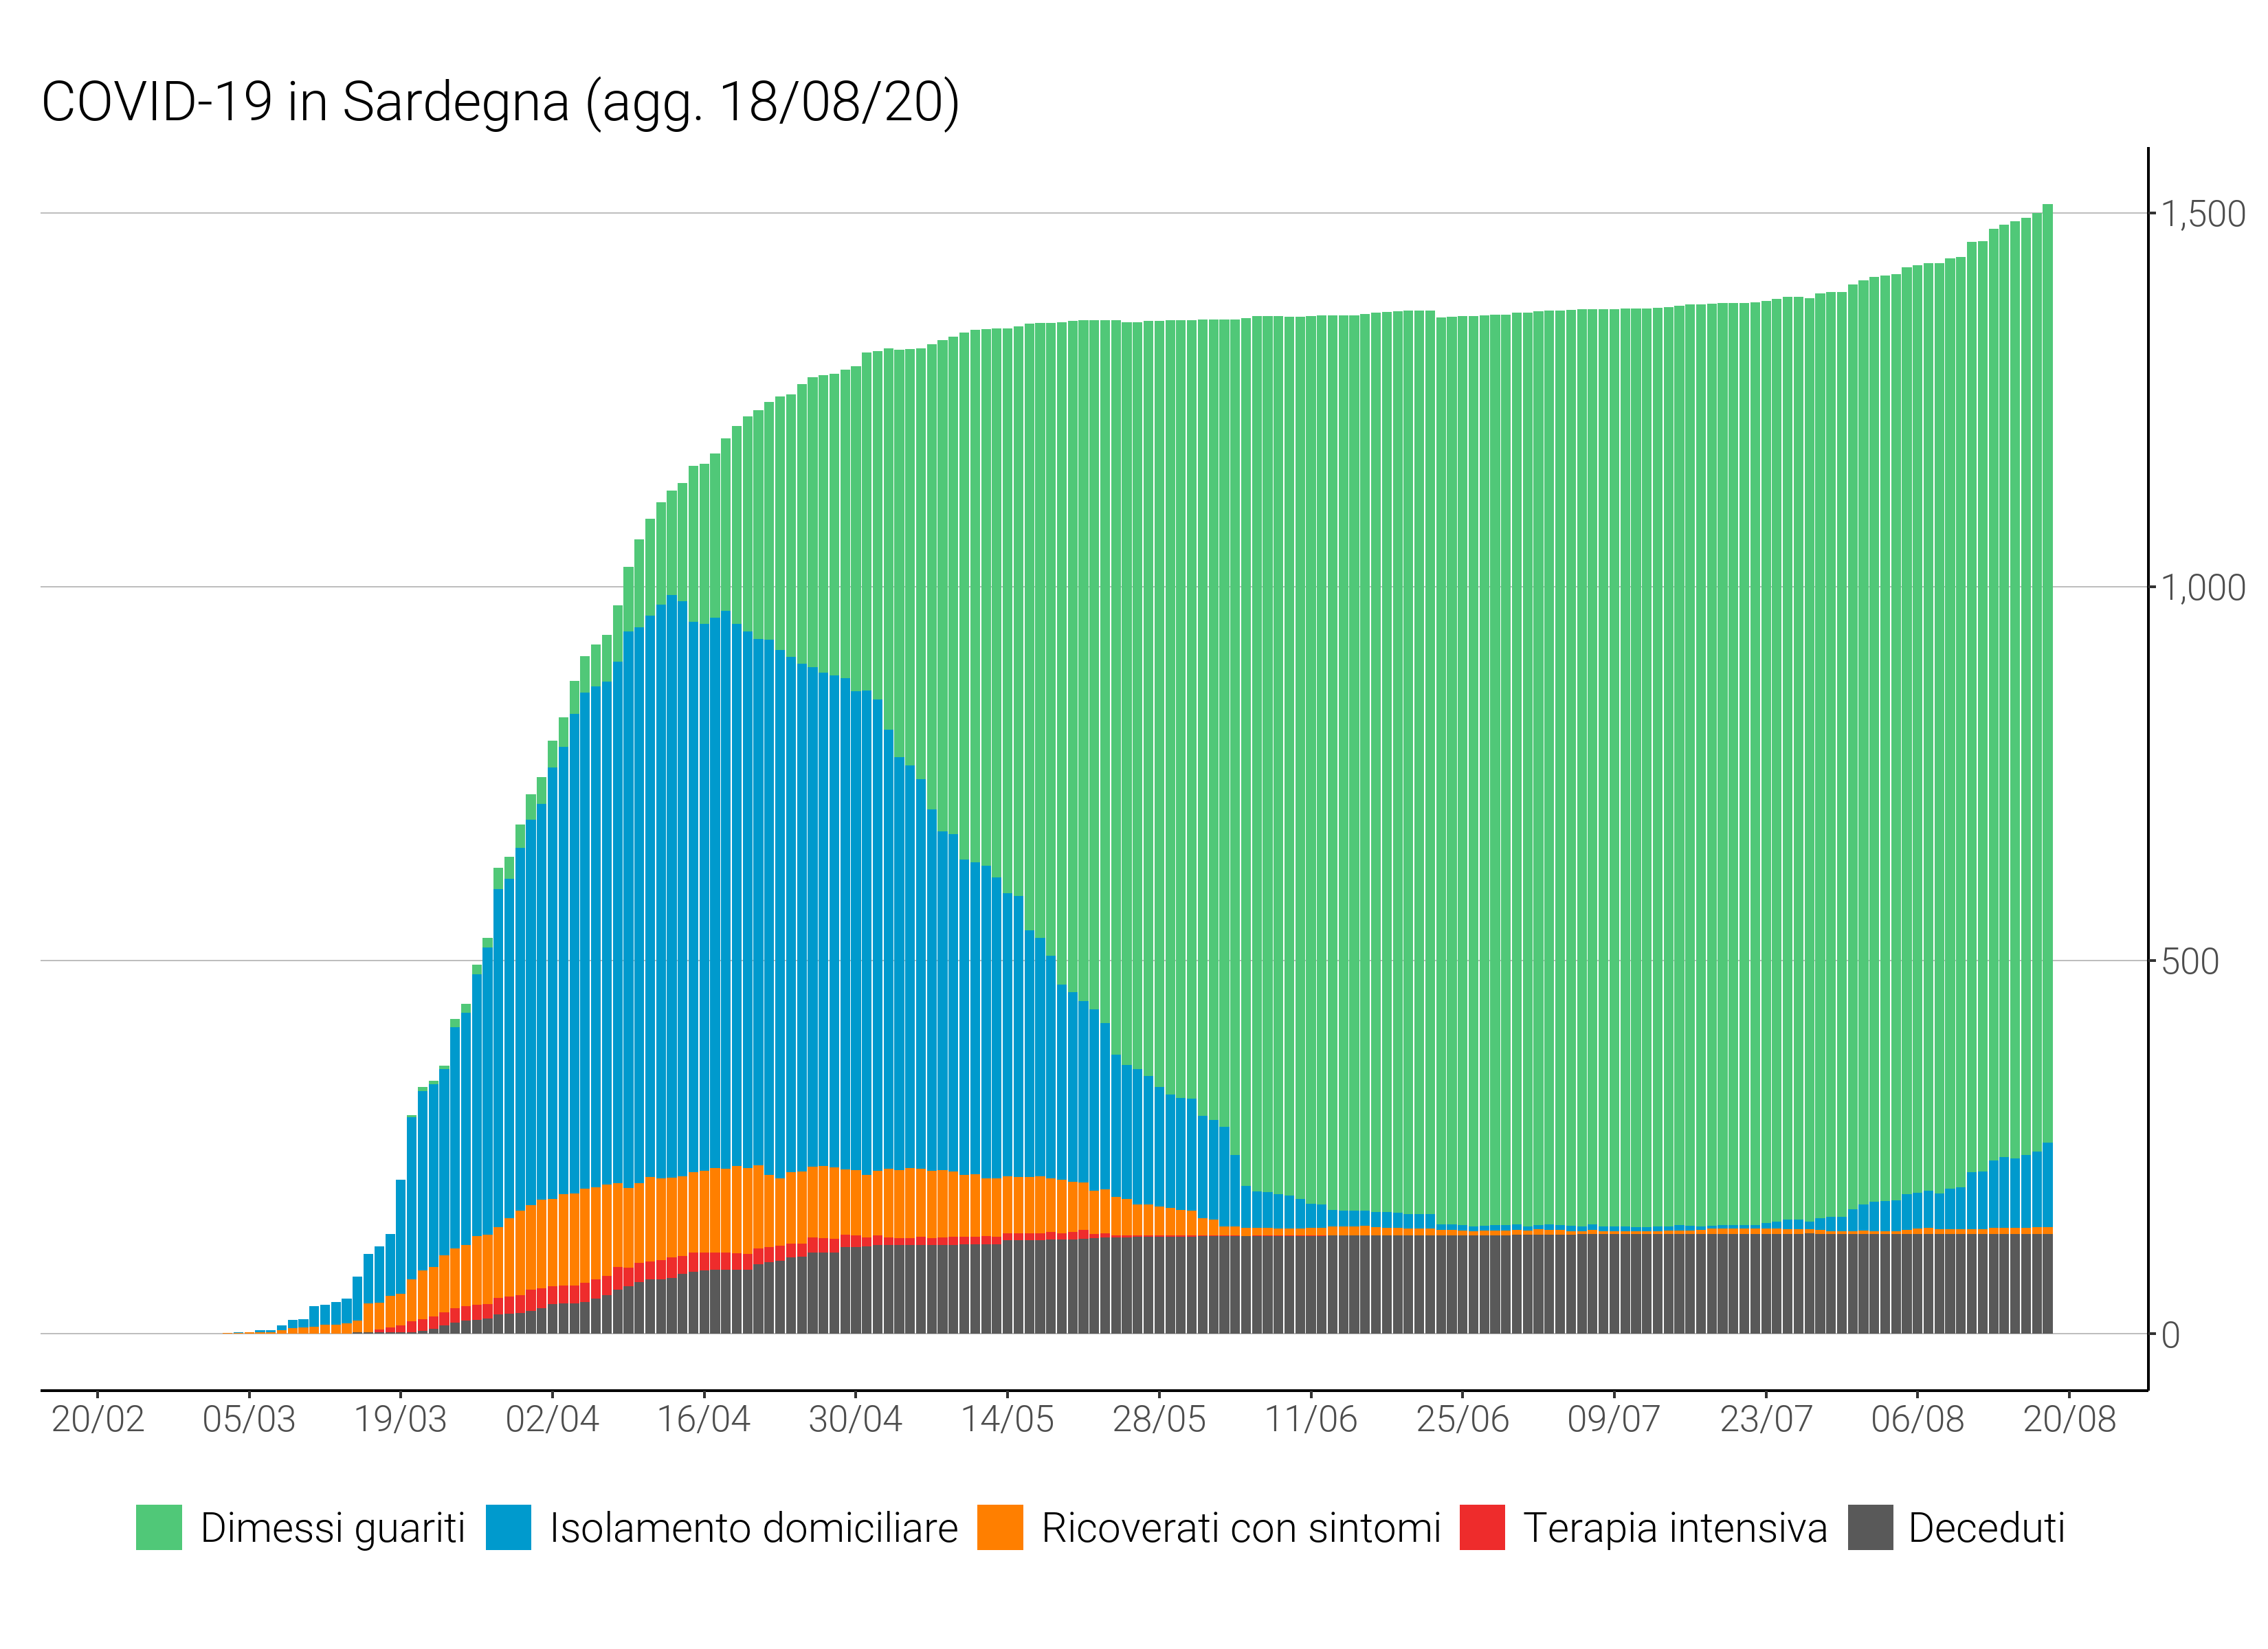 COVID-19 in Sardegna (agg. 18/08/20)
1,500
1,000
500
0
20/02 05/03 19/03 02/04 16/04 30/04 14/05 28/05 11/06 25/06 09/07 23/07 06/08 20/08
Dimessi guariti Isolamento domiciliare Ricoverati con sintomi Terapia intensiva Deceduti